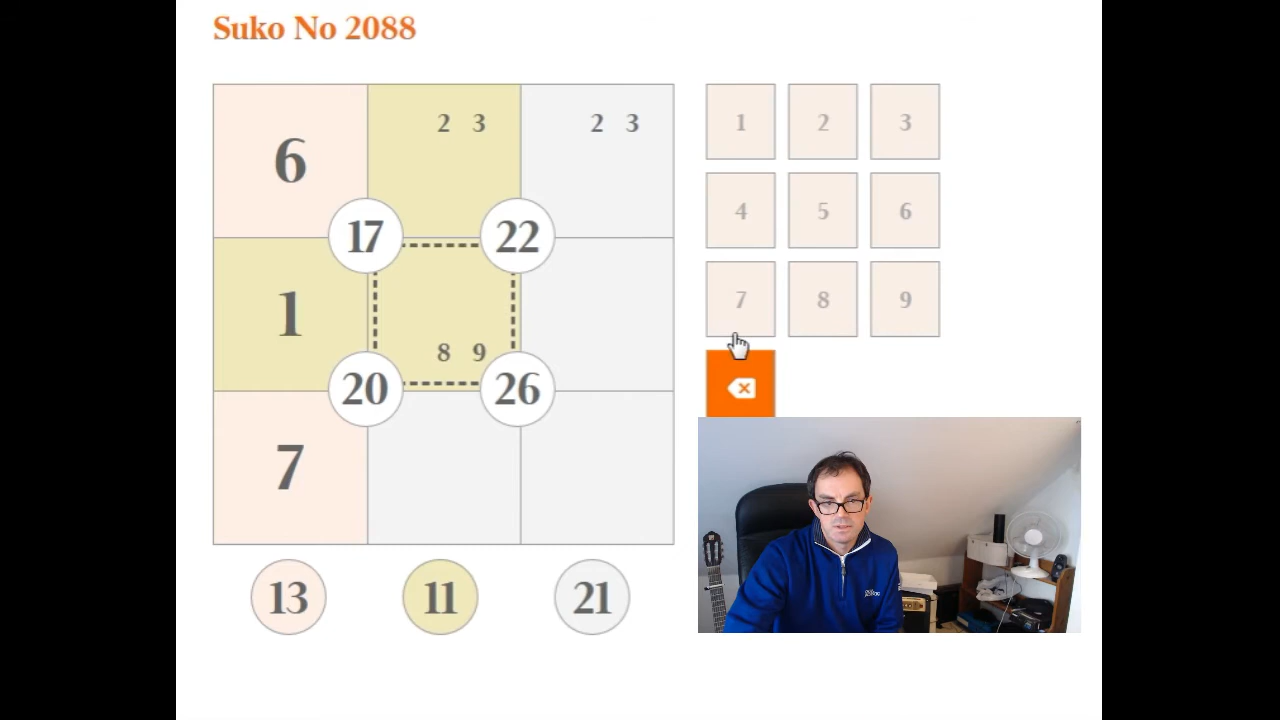 Suko No 2088
6 2 3 2 3
17 22
1 8 9
20 26
7
13 11 21
1 2 3
4 5 6
7 8 9